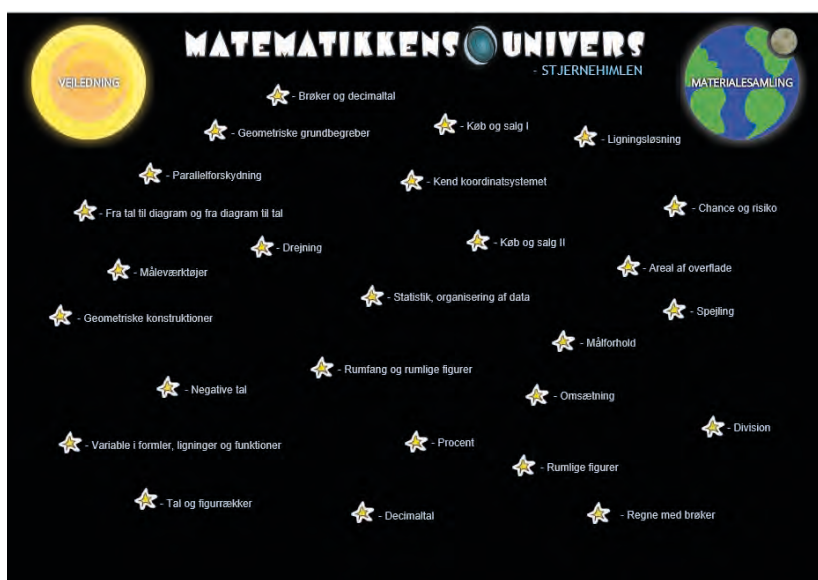 MATEMATIKKENS UNIVERS
- STJERNEHIMLEN
VEJLEDNING
MATERIALESAMLING
- Brøker og decimaltal
- Geometriske grundbegreber
- Køb og salg I
- Ligningsløsning
- Parallelforskydning
- Kend koordinatsystemet
- Fra tal til diagram og fra diagram til tal
- Chance og risiko
- Drejning
- Køb og salg II
- Måleværktøjer
- Areal af overflade
- Statistik, organisering af data
- Geometriske konstruktioner
- Spejling
- Målforhold
- Rumfang og rumlige figurer
- Negative tal
- Omsætning
- Division
- Variable i formler, ligninger og funktioner
- Procent
- Rumlige figurer
- Tal og figurrækker
- Decimaltal
- Regne med brøker